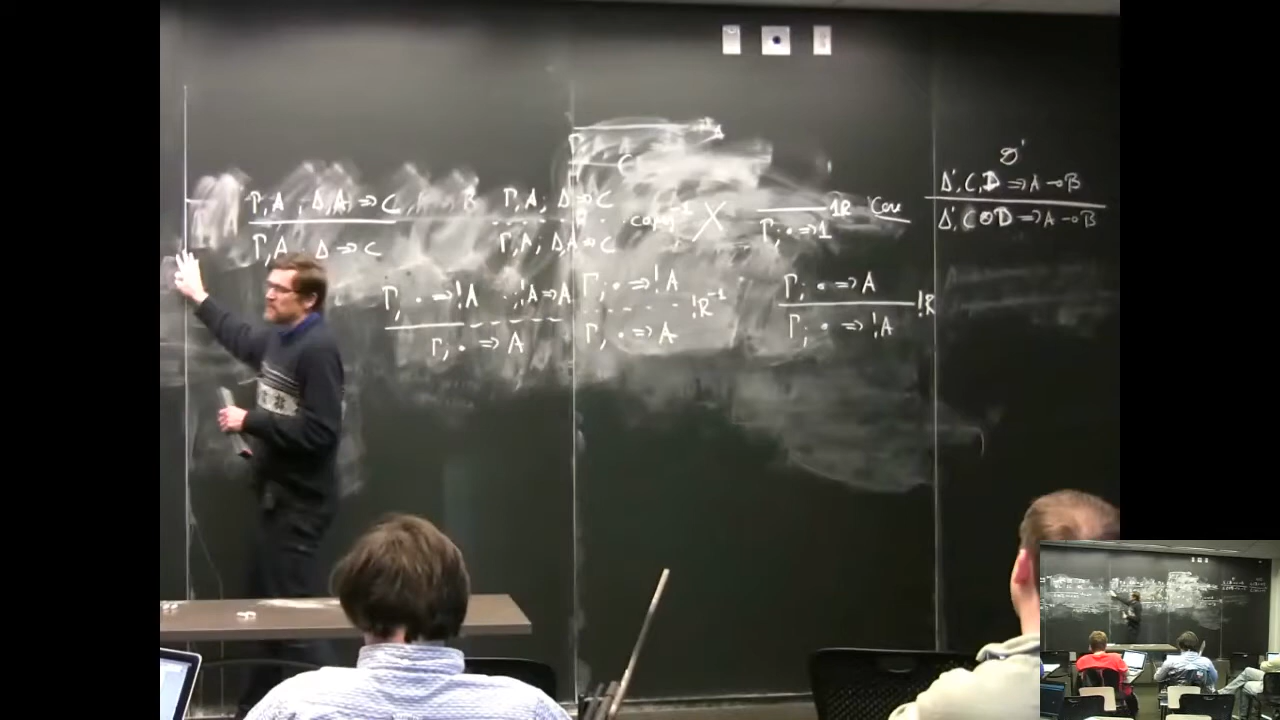 Γ, A ; Δ, A ⇒ C
Γ, A ; Δ ⇒ C
Γ, A ; Δ ⇒ C
Γ, A ; Δ, A ⇒ C
copy⁻¹
1R
Γ; · ⇒ 1
Δ', C, D ⇒ A ⊸ B
Δ', C ⊗ D ⇒ A ⊸ B
Γ; · ⇒ !A ·; !A ⇒ A
Γ; · ⇒ A
Γ; · ⇒ !A
!R⁻¹
Γ; · ⇒ A
Γ; · ⇒ A
!R
Γ; · ⇒ !A